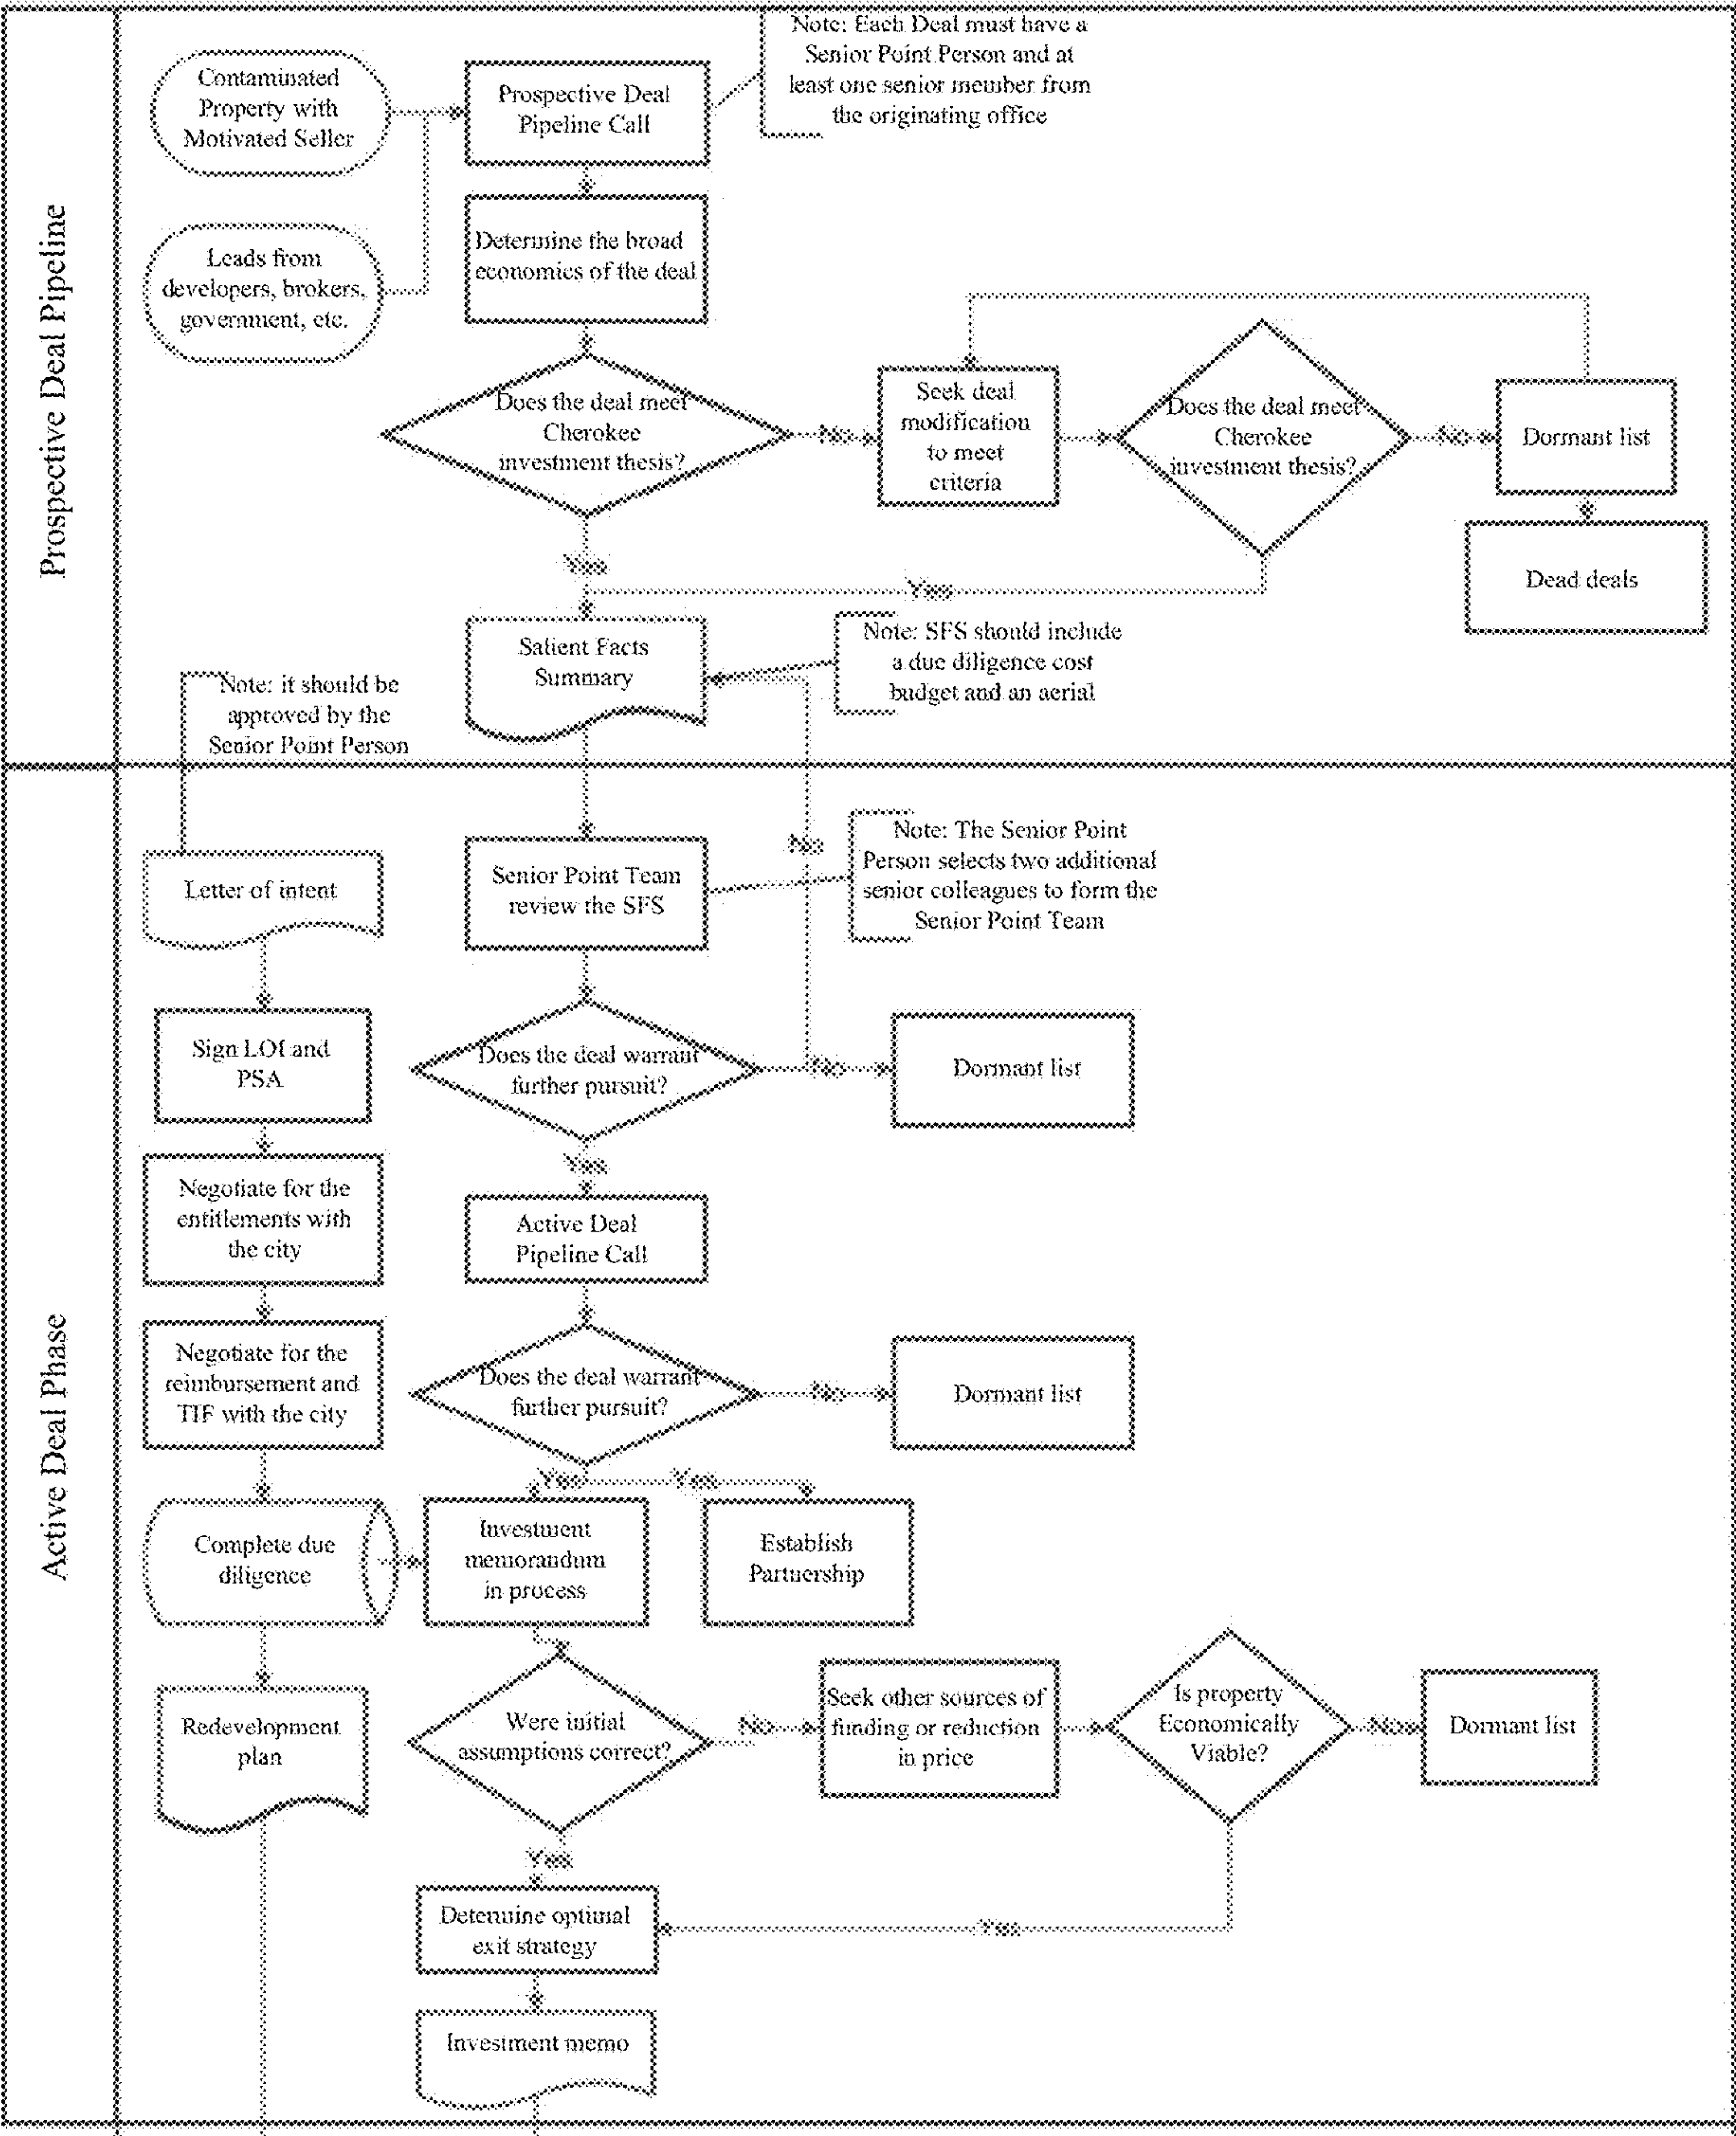 Prospective Deal Pipeline
Contaminated
Property with
Motivated Seller
Prospective Deal
Pipeline Call
Note: Each Deal must have a
Senior Point Person and at
least one senior member from
the originating office
Leads from
developers, brokers,
government, etc.
Determine the broad
economics of the deal
Does the deal meet
Cherokee
investment thesis?
No
Seek deal
modification
to meet
criteria
Does the deal meet
Cherokee
investment thesis?
No
Dormant list
Dead deals
Yes
Yes
Salient Facts
Summary
Note: SFS should include
a due diligence cost
budget and an aerial
Note: it should be
approved by the
Senior Point Person
Active Deal Phase
Letter of intent
Senior Point Team
review the SFS
No
Note: The Senior Point
Person selects two additional
senior colleagues to form the
Senior Point Team
Sign LOI and
PSA
Does the deal warrant
further pursuit?
No
Dormant list
Yes
Negotiate for the
entitlements with
the city
Active Deal
Pipeline Call
Negotiate for the
reimbursement and
TIF with the city
Does the deal warrant
further pursuit?
No
Dormant list
Yes
Yes
Complete due
diligence
Investment
memorandum
in process
Establish
Partnership
Redevelopment
plan
Were initial
assumptions correct?
No
Seek other sources of
funding or reduction
in price
Is property
Economically
Viable?
No
Dormant list
Yes
Determine optimal
exit strategy
Yes
Investment memo